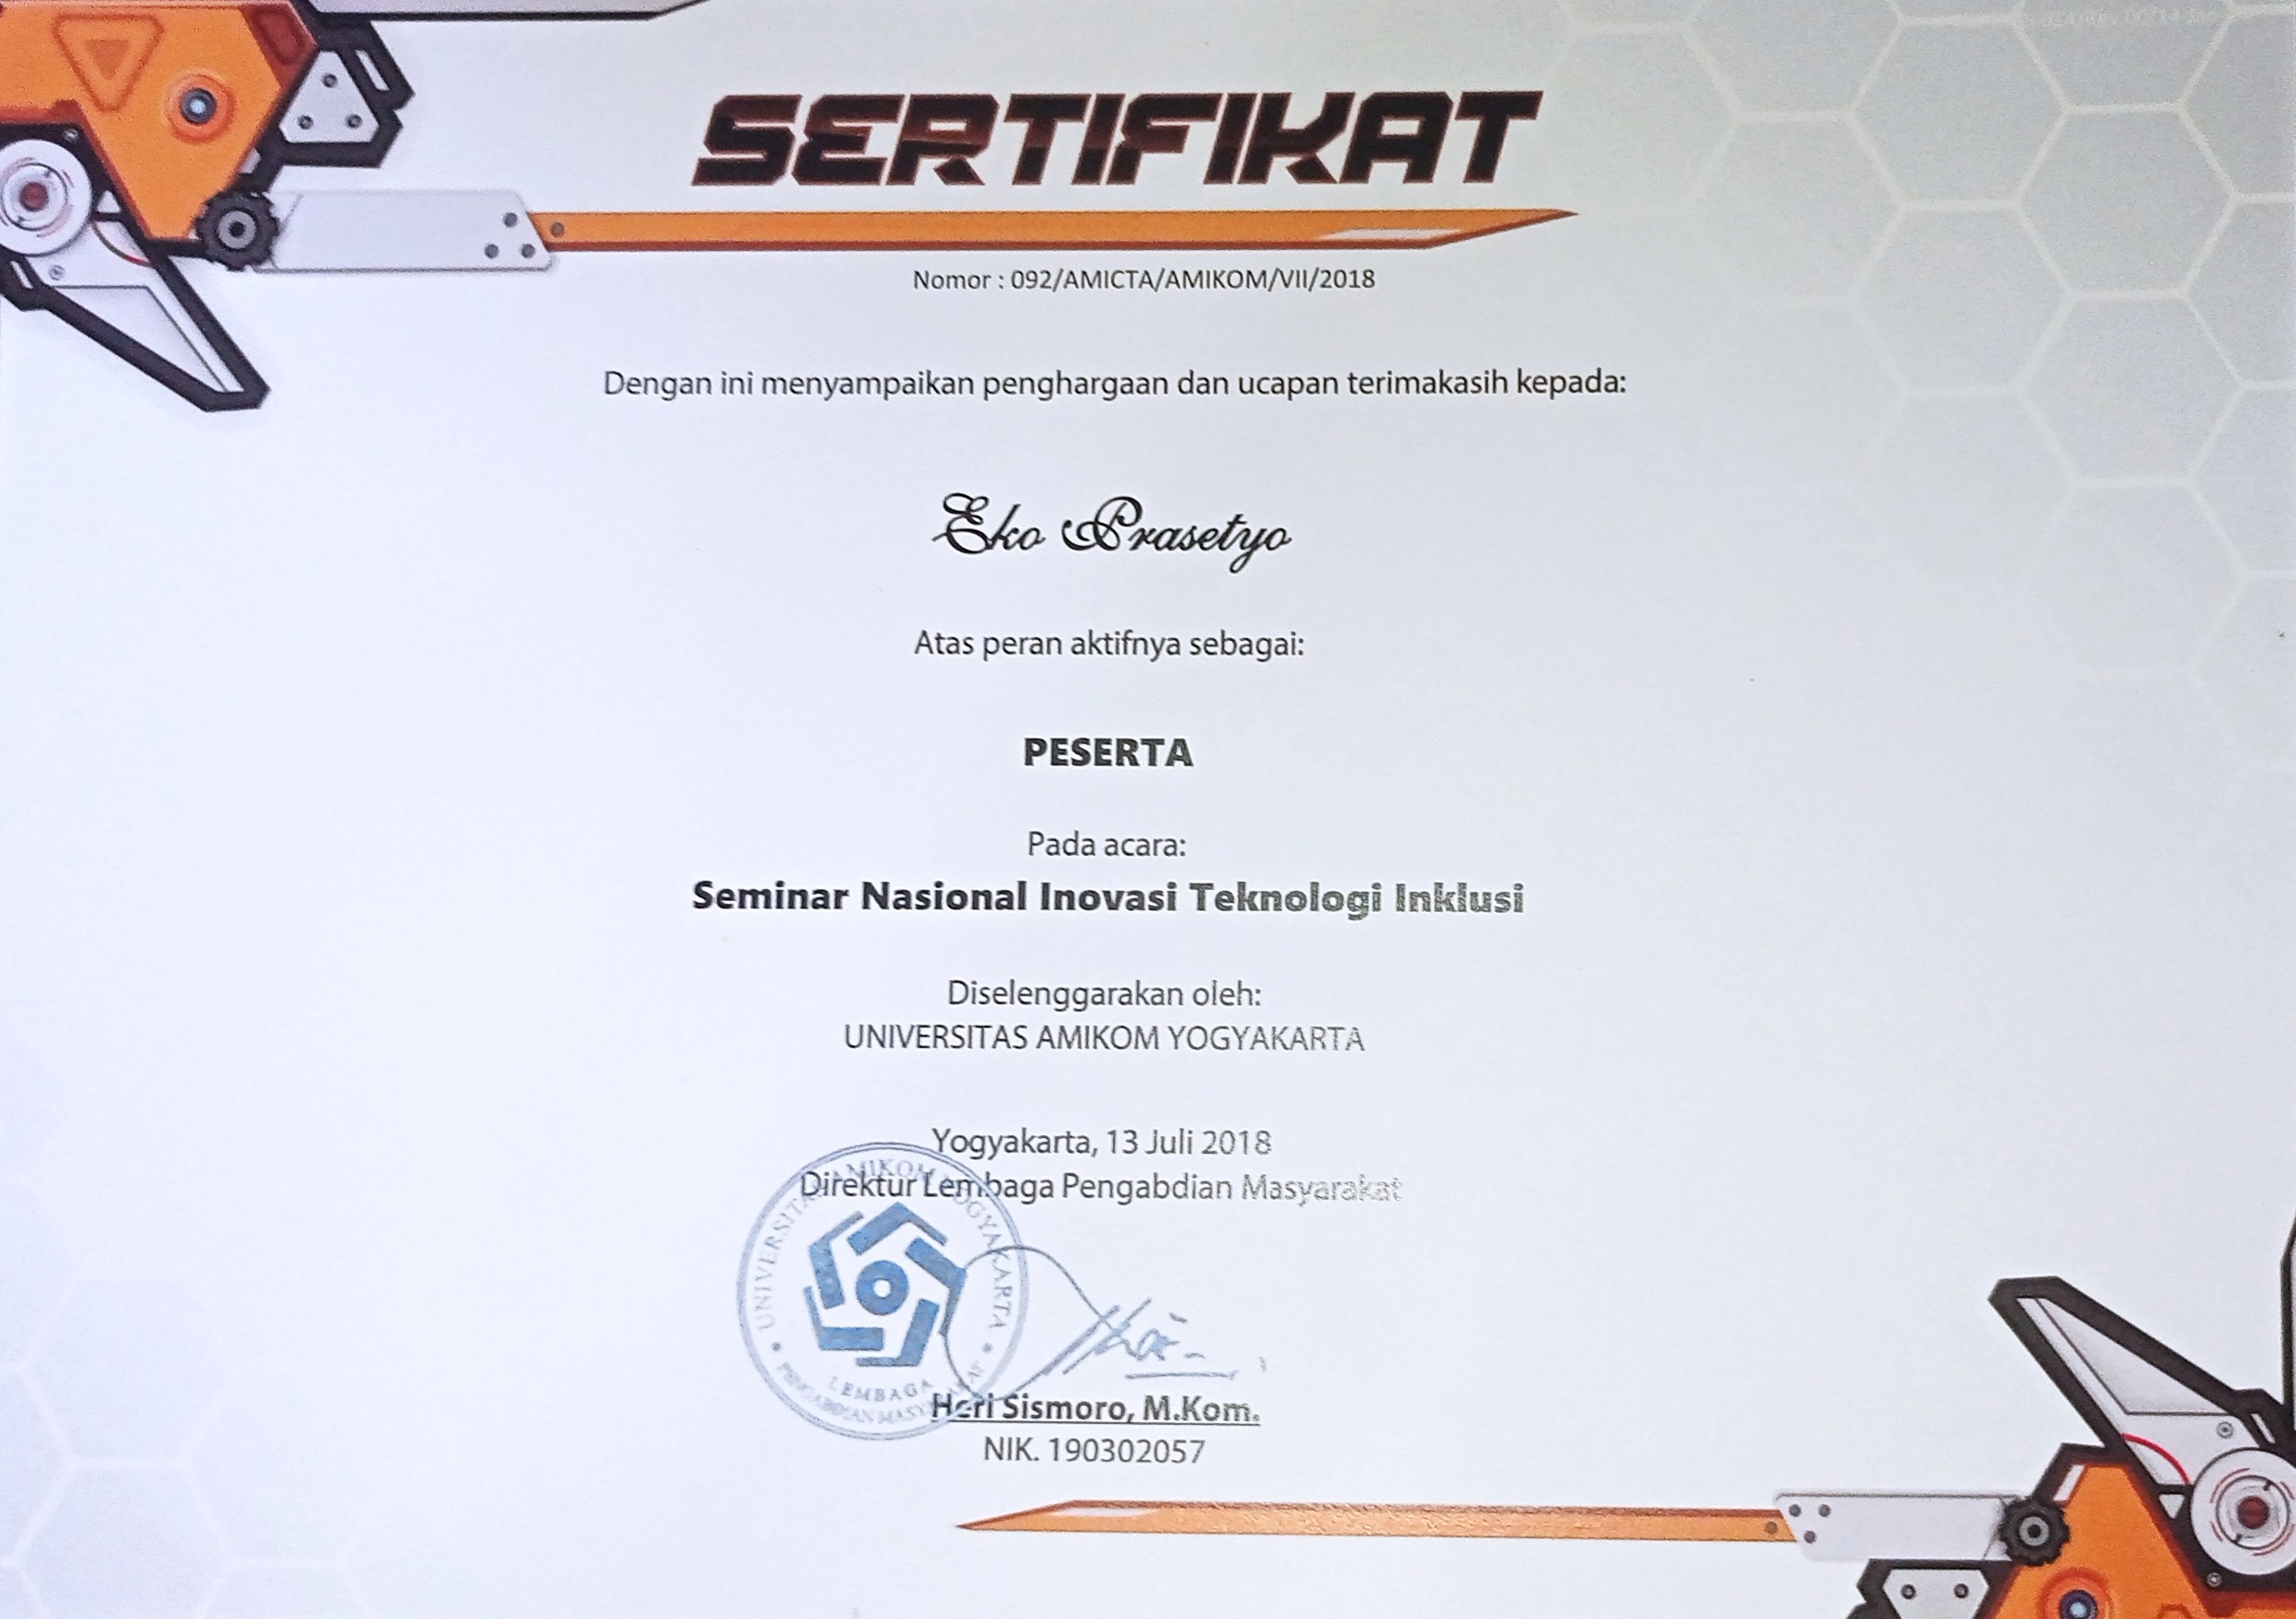 SERTIFIKAT
Nomor : 092/AMICTA/AMIKOM/VII/2018
Dengan ini menyampaikan penghargaan dan ucapan terimakasih kepada:
Eko Prasetyo
Atas peran aktifnya sebagai:
PESERTA
Pada acara:
Seminar Nasional Inovasi Teknologi Inklusi
Diselenggarakan oleh:
UNIVERSITAS AMIKOM YOGYAKARTA
Yogyakarta, 13 Juli 2018
Direktur Lembaga Pengabdian Masyarakat
UNIVERSITAS AMIKOM YOGYAKARTA
LEMBAGA
PENGABDIAN MASYARAKAT
Heri Sismoro, M.Kom.
NIK. 190302057